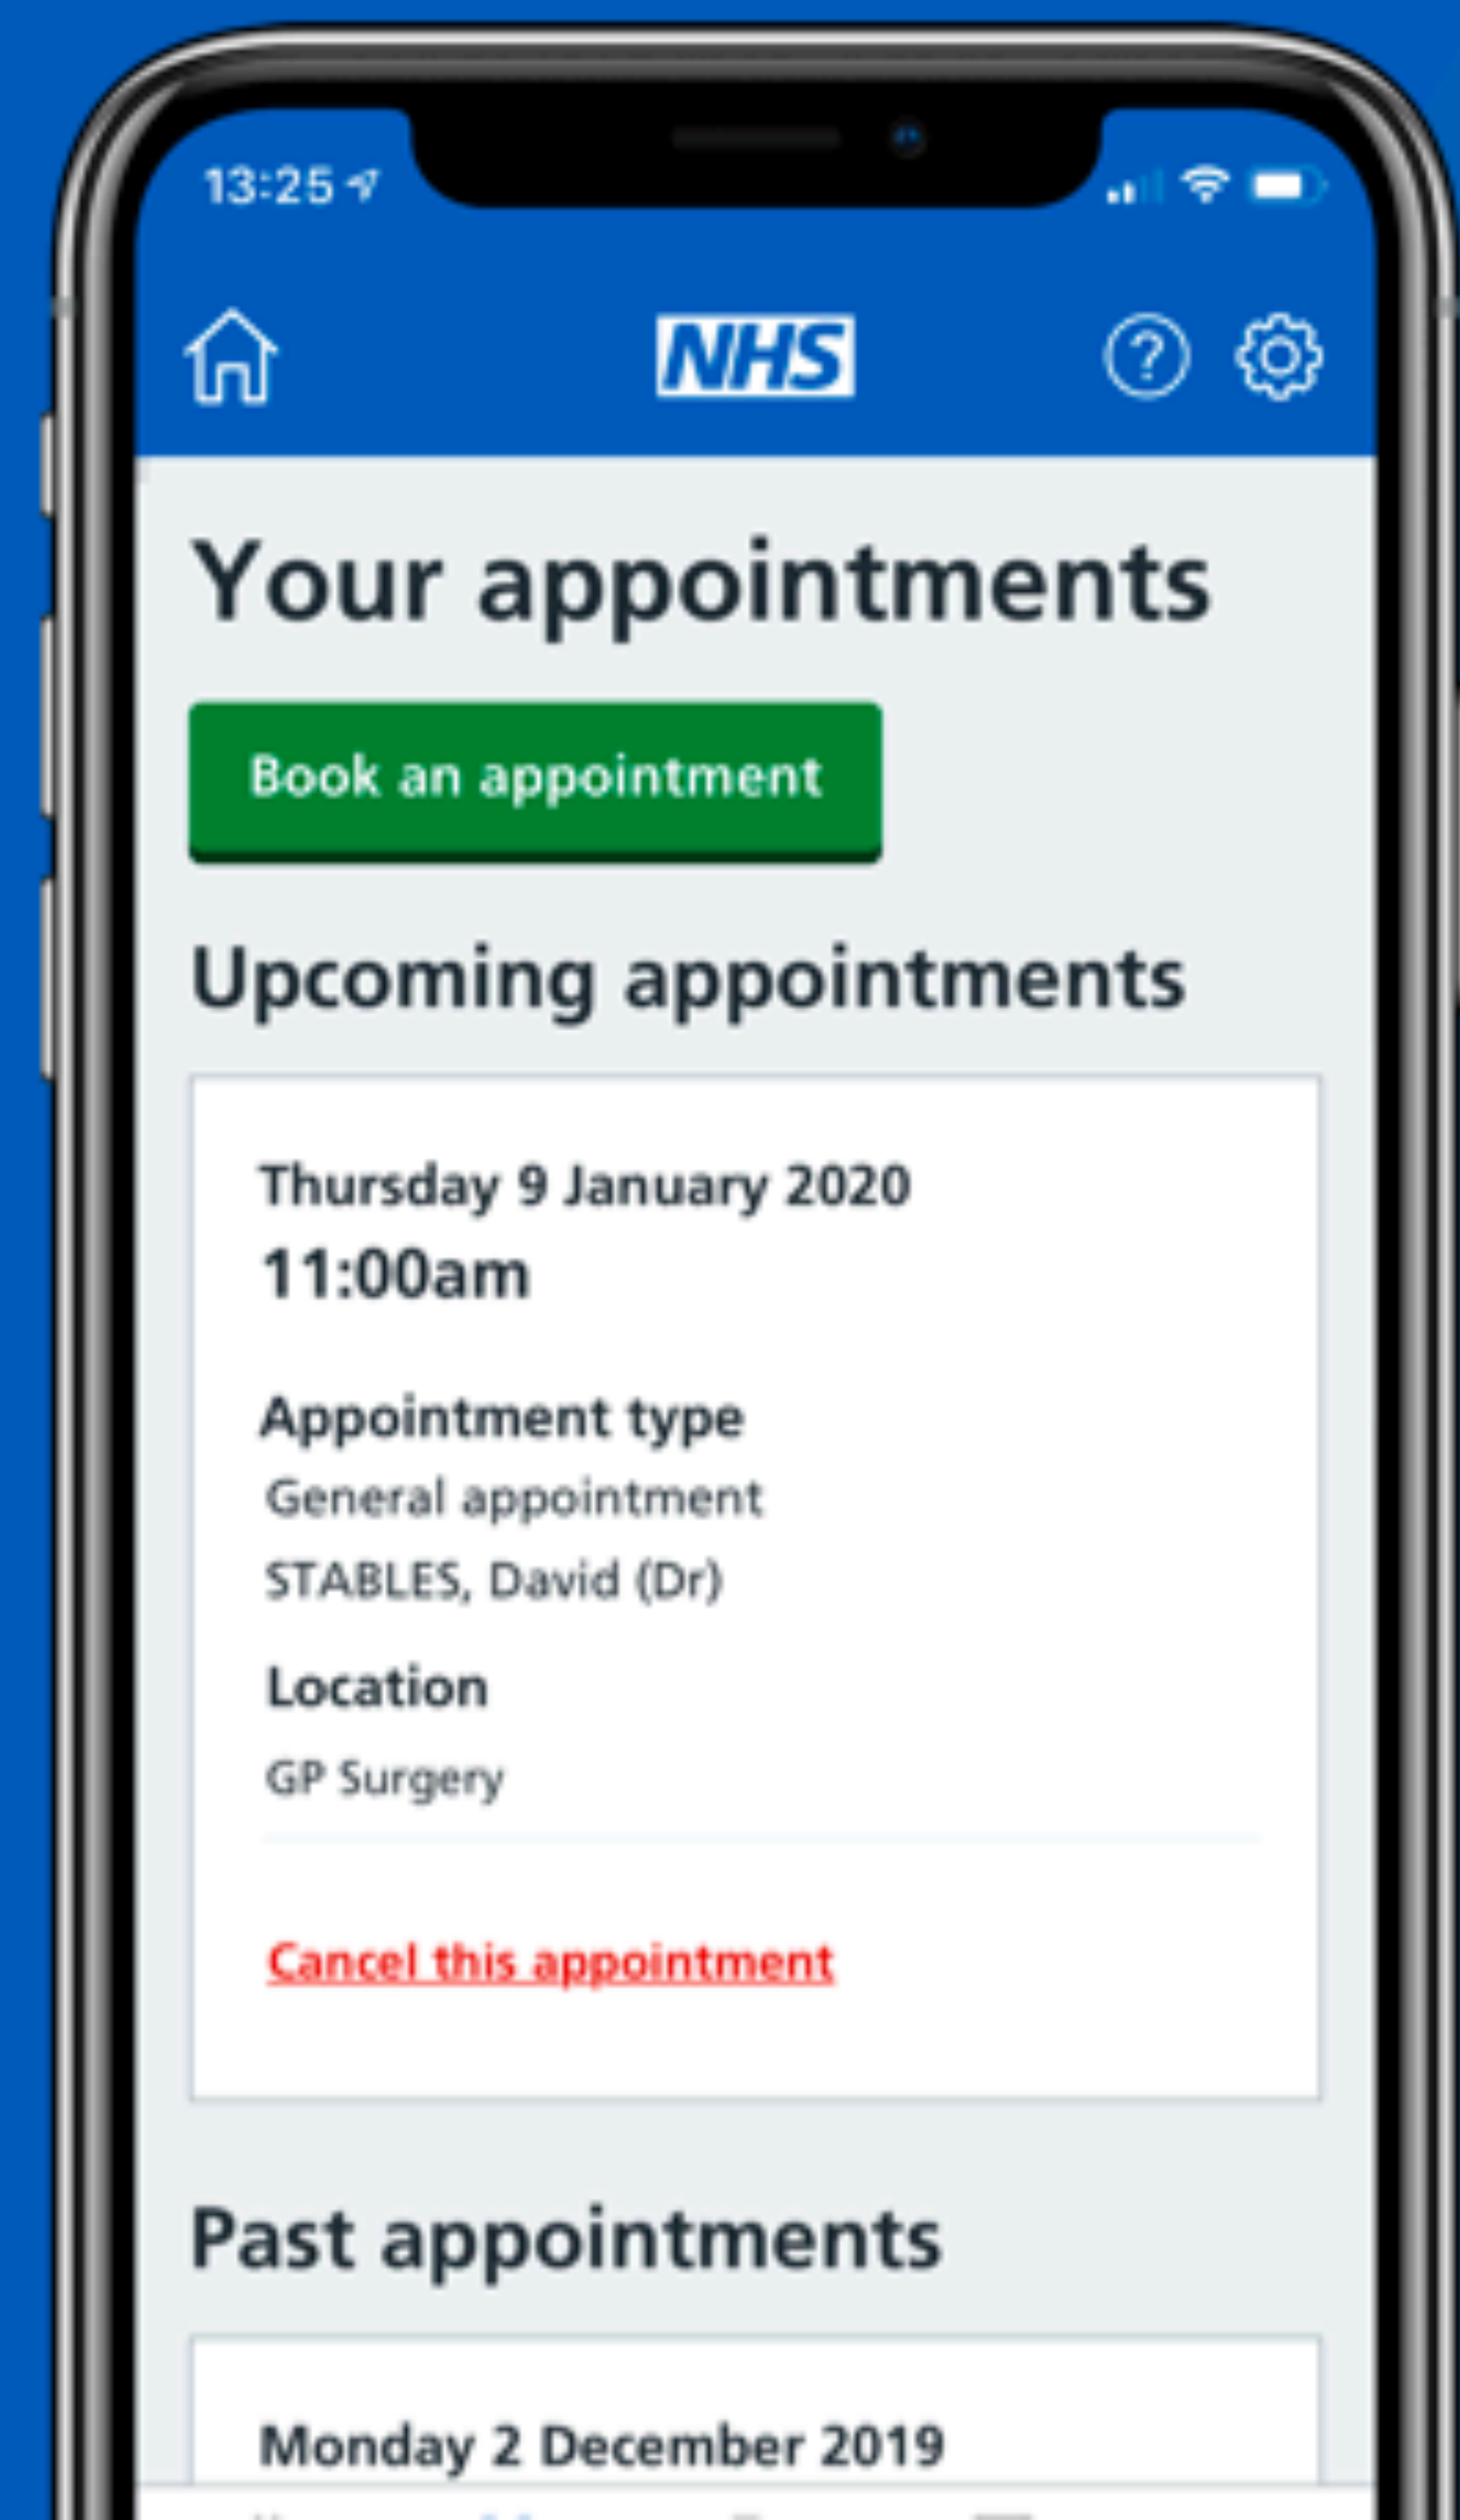 13:25
NHS
Your appointments
Book an appointment
Upcoming appointments
Thursday 9 January 2020
11:00am
Appointment type
General appointment
STABLES, David (Dr)
Location
GP Surgery
Cancel this appointment
Past appointments
Monday 2 December 2019